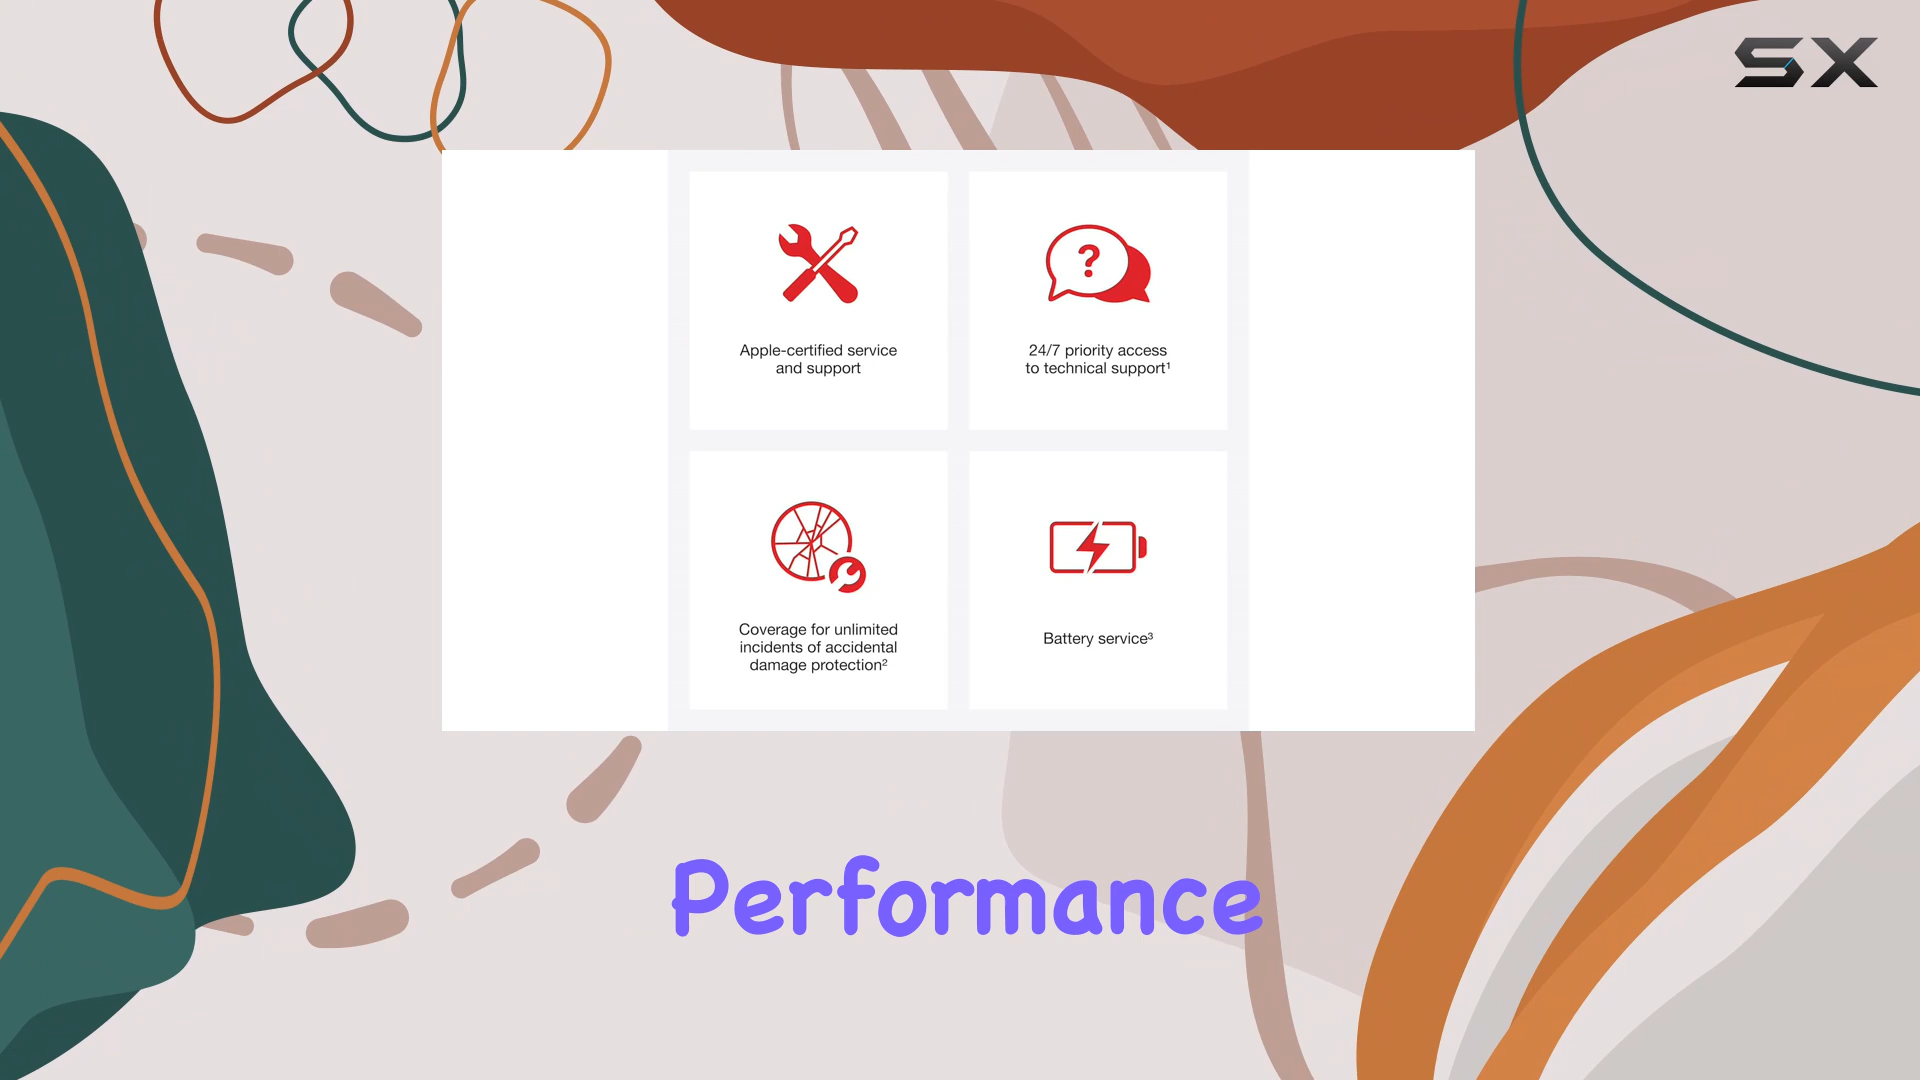 SX
Apple-certified service
and support
24/7 priority access
to technical support¹
?
Coverage for unlimited
incidents of accidental
damage protection²
Battery service³
Performance